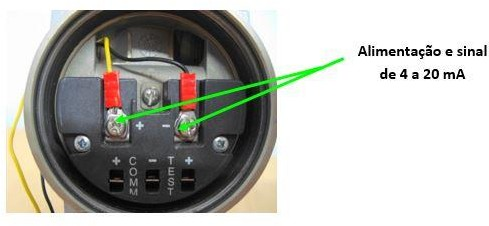 Alimentação e sinal
de 4 a 20 mA
+ -
+ COMM - TEST +